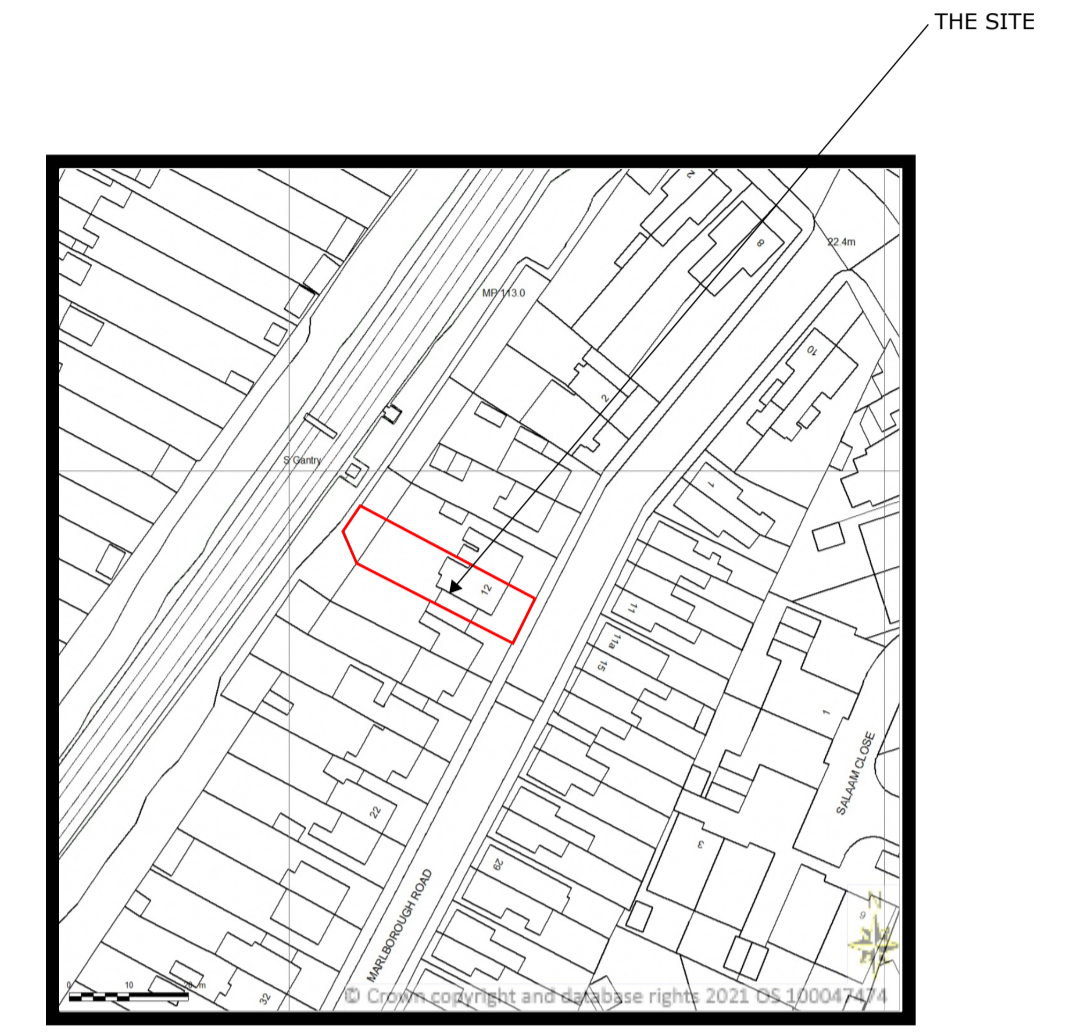 THE SITE
2
8
22.4m
MP 113.0
10
2
S Gantry
1
12
11
11a
15
1
SALAAM CLOSE
22
3
29
MARLBOROUGH ROAD
N
9
0 10 20 m
32
© Crown copyright and database rights 2021 OS 100047474